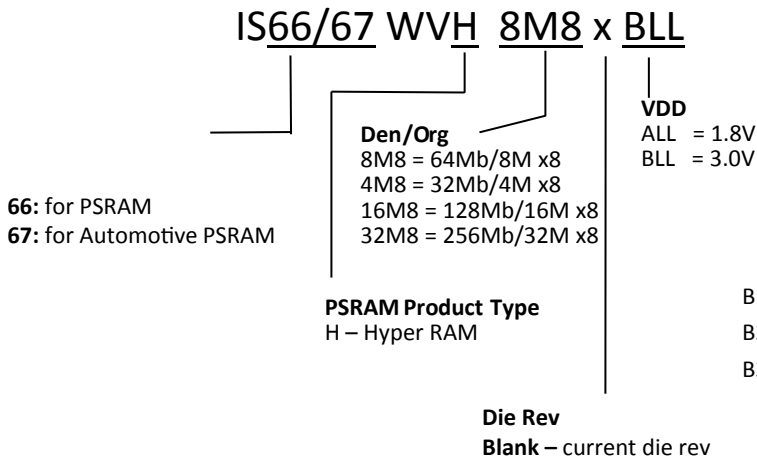 IS66/67 WVH 8M8 x BLL
VDD
ALL = 1.8V
BLL = 3.0V
Den/Org
8M8 = 64Mb/8M x8
4M8 = 32Mb/4M x8
16M8 = 128Mb/16M x8
32M8 = 256Mb/32M x8
66: for PSRAM
67: for Automotive PSRAM
PSRAM Product Type
H – Hyper RAM
B
Die Rev
Blank – current die rev